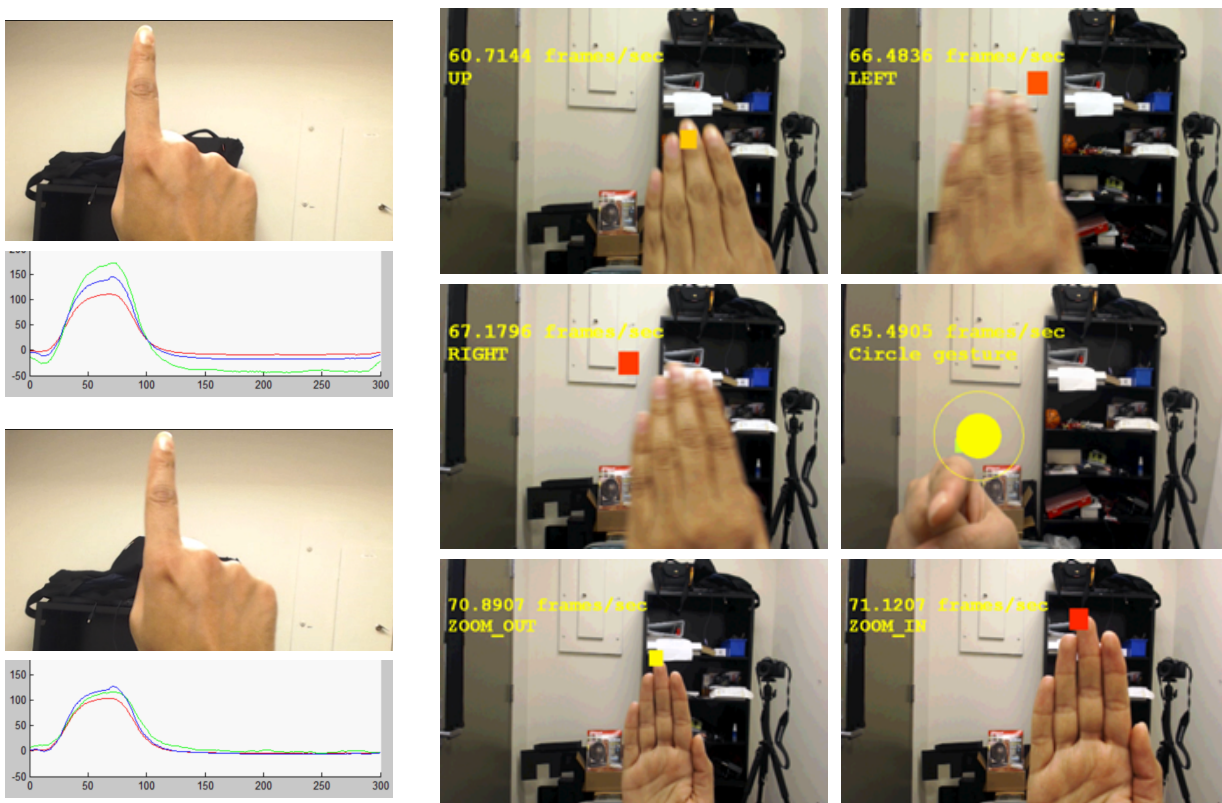 200
150
100
50
0
-50
0 50 100 150 200 250 300
150
100
50
0
-50
0 50 100 150 200 250 300
60.7144 frames/sec
UP
66.4836 frames/sec
LEFT
67.1796 frames/sec
RIGHT
65.4905 frames/sec
Circle gesture
70.8907 frames/sec
ZOOM_OUT
71.1207 frames/sec
ZOOM_IN